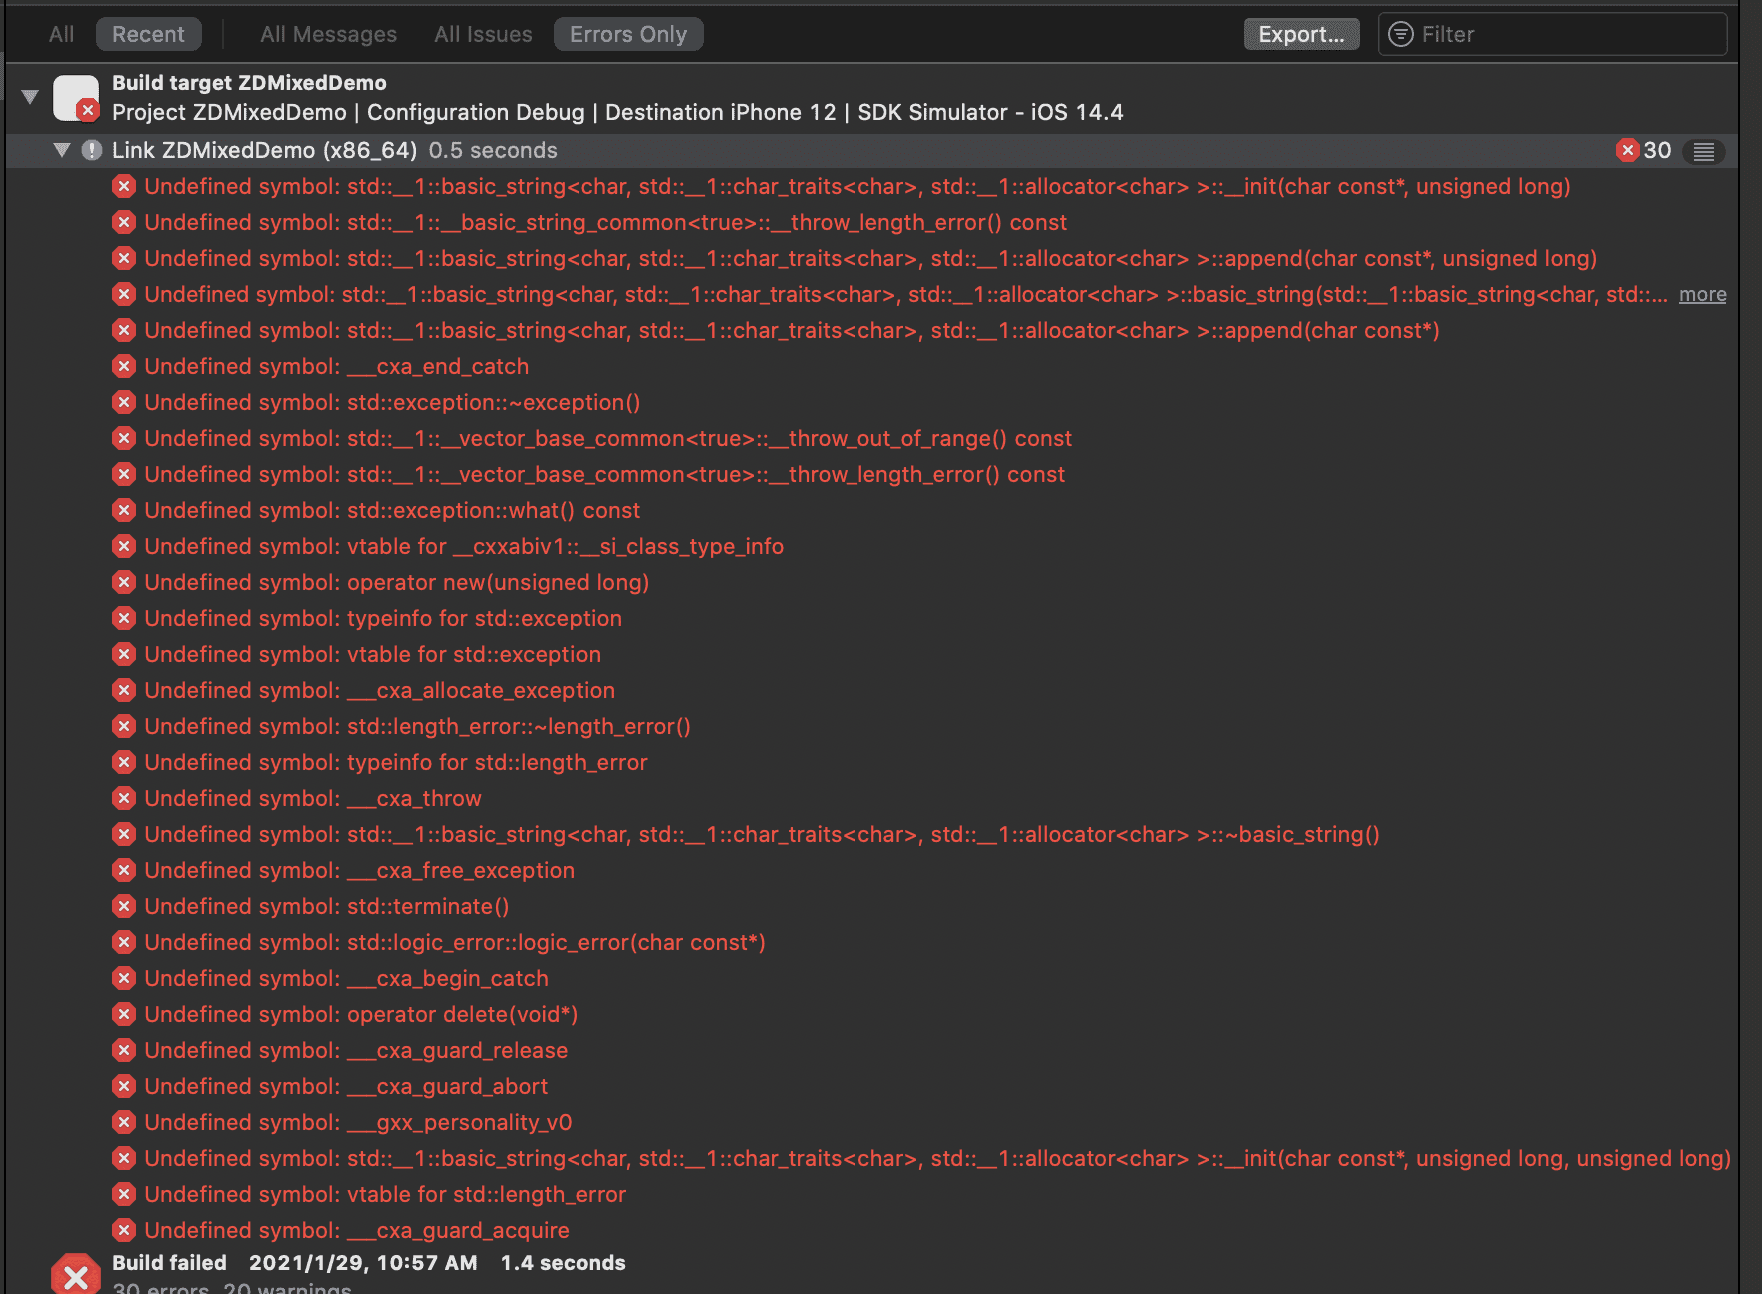 All Recent All Messages All Issues Errors Only Export... Filter
Build target ZDMixedDemo
Project ZDMixedDemo | Configuration Debug | Destination iPhone 12 | SDK Simulator - iOS 14.4
Link ZDMixedDemo (x86_64) 0.5 seconds 30
Undefined symbol: std::__1::basic_string<char, std::__1::char_traits<char>, std::__1::allocator<char> >::__init(char const*, unsigned long)
Undefined symbol: std::__1::__basic_string_common<true>::__throw_length_error() const
Undefined symbol: std::__1::basic_string<char, std::__1::char_traits<char>, std::__1::allocator<char> >::append(char const*, unsigned long)
Undefined symbol: std::__1::basic_string<char, std::__1::char_traits<char>, std::__1::allocator<char> >::basic_string(std::__1::basic_string<char, std::... more
Undefined symbol: std::__1::basic_string<char, std::__1::char_traits<char>, std::__1::allocator<char> >::append(char const*)
Undefined symbol: ___cxa_end_catch
Undefined symbol: std::exception::~exception()
Undefined symbol: std::__1::__vector_base_common<true>::__throw_out_of_range() const
Undefined symbol: std::__1::__vector_base_common<true>::__throw_length_error() const
Undefined symbol: std::exception::what() const
Undefined symbol: vtable for __cxxabiv1::__si_class_type_info
Undefined symbol: operator new(unsigned long)
Undefined symbol: typeinfo for std::exception
Undefined symbol: vtable for std::exception
Undefined symbol: ___cxa_allocate_exception
Undefined symbol: std::length_error::~length_error()
Undefined symbol: typeinfo for std::length_error
Undefined symbol: ___cxa_throw
Undefined symbol: std::__1::basic_string<char, std::__1::char_traits<char>, std::__1::allocator<char> >::~basic_string()
Undefined symbol: ___cxa_free_exception
Undefined symbol: std::terminate()
Undefined symbol: std::logic_error::logic_error(char const*)
Undefined symbol: ___cxa_begin_catch
Undefined symbol: operator delete(void*)
Undefined symbol: ___cxa_guard_release
Undefined symbol: ___cxa_guard_abort
Undefined symbol: ___gxx_personality_v0
Undefined symbol: std::__1::basic_string<char, std::__1::char_traits<char>, std::__1::allocator<char> >::__init(char const*, unsigned long, unsigned long)
Undefined symbol: vtable for std::length_error
Undefined symbol: ___cxa_guard_acquire
Build failed 2021/1/29, 10:57 AM 1.4 seconds
30 errors, 20 warnings